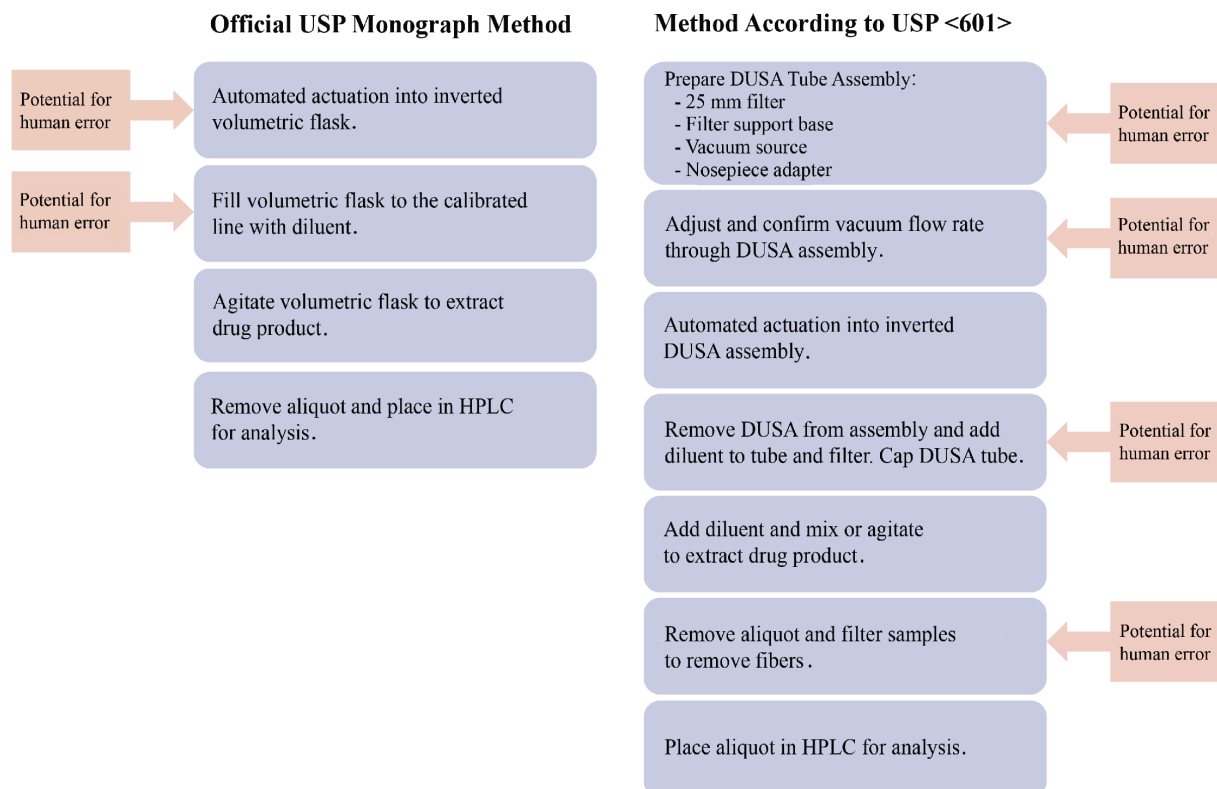 Official USP Monograph Method
Potential for
human error
Automated actuation into inverted
volumetric flask.
Potential for
human error
Fill volumetric flask to the calibrated
line with diluent.
Agitate volumetric flask to extract
drug product.
Remove aliquot and place in HPLC
for analysis.
Method According to USP <601>
Prepare DUSA Tube Assembly:
- 25 mm filter
- Filter support base
- Vacuum source
- Nosepiece adapter
Potential for
human error
Adjust and confirm vacuum flow rate
through DUSA assembly.
Potential for
human error
Automated actuation into inverted
DUSA assembly.
Remove DUSA from assembly and add
diluent to tube and filter. Cap DUSA tube.
Potential for
human error
Add diluent and mix or agitate
to extract drug product.
Remove aliquot and filter samples
to remove fibers.
Potential for
human error
Place aliquot in HPLC for analysis.